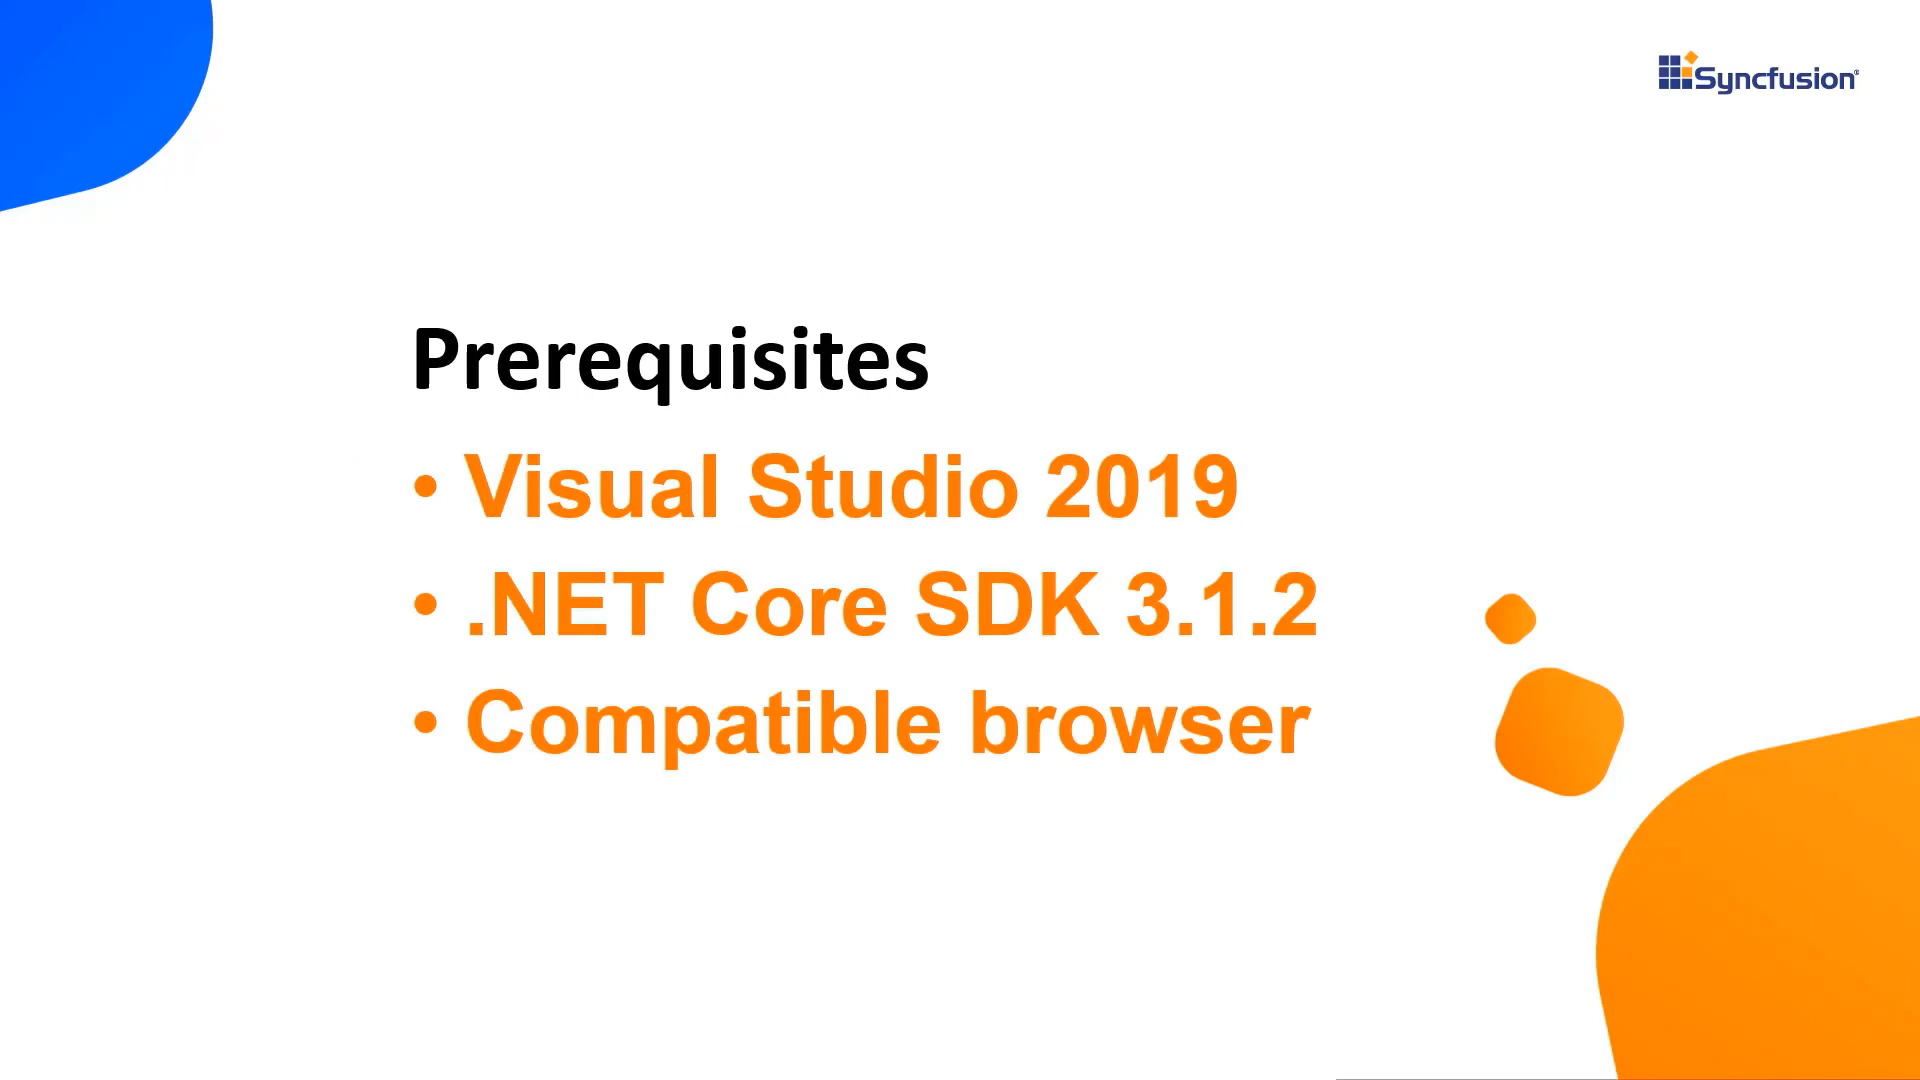 Syncfusion®
Prerequisites
• Visual Studio 2019
• .NET Core SDK 3.1.2
• Compatible browser